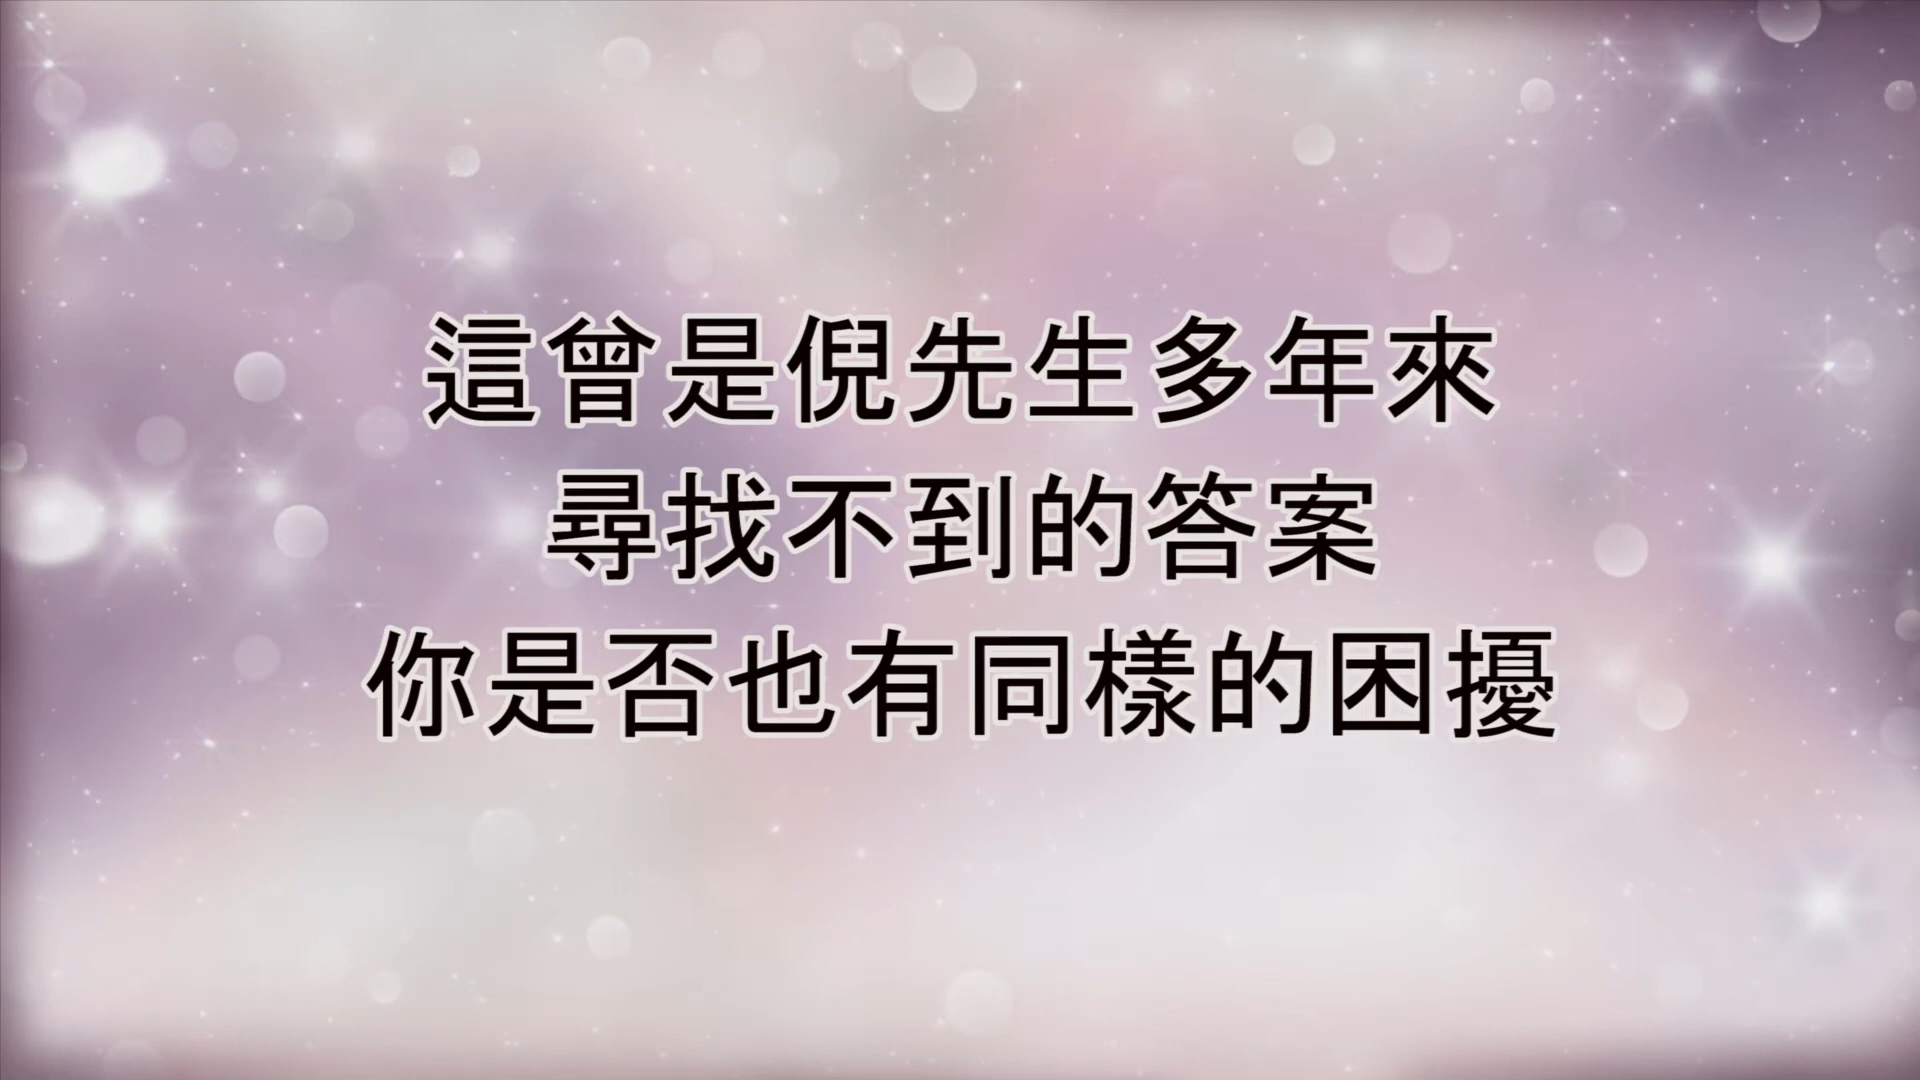 這曾是倪先生多年來
尋找不到的答案
你是否也有同樣的困擾